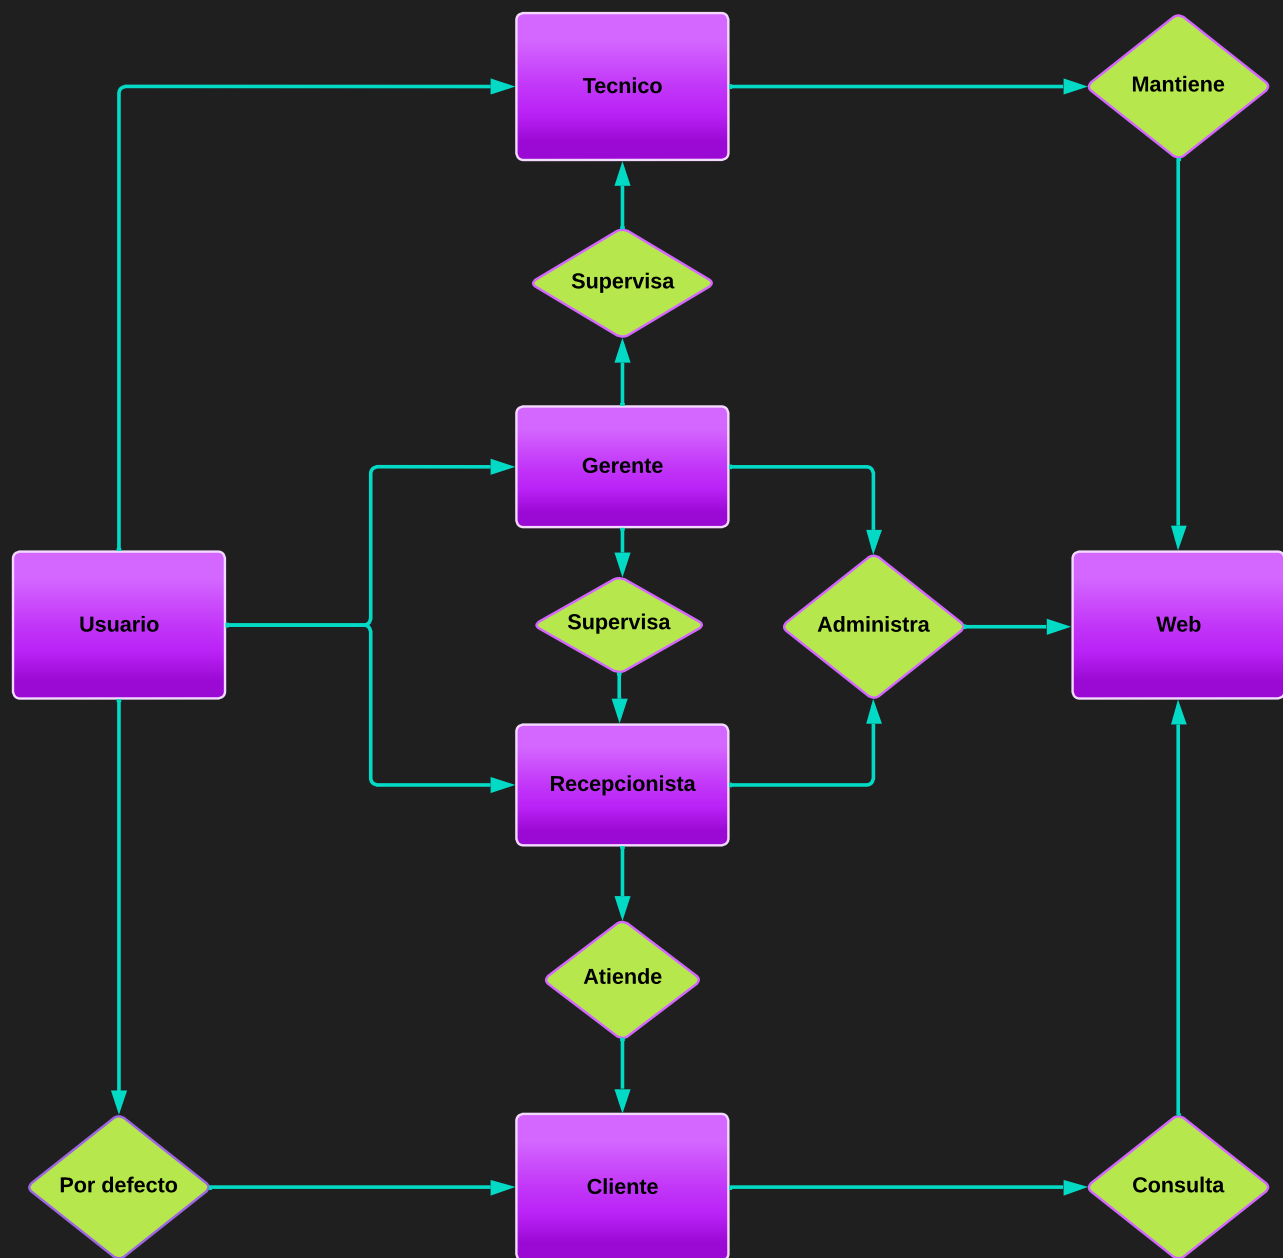 Tecnico
Mantiene
Supervisa
Gerente
Usuario
Supervisa
Administra
Web
Recepcionista
Atiende
Por defecto
Cliente
Consulta